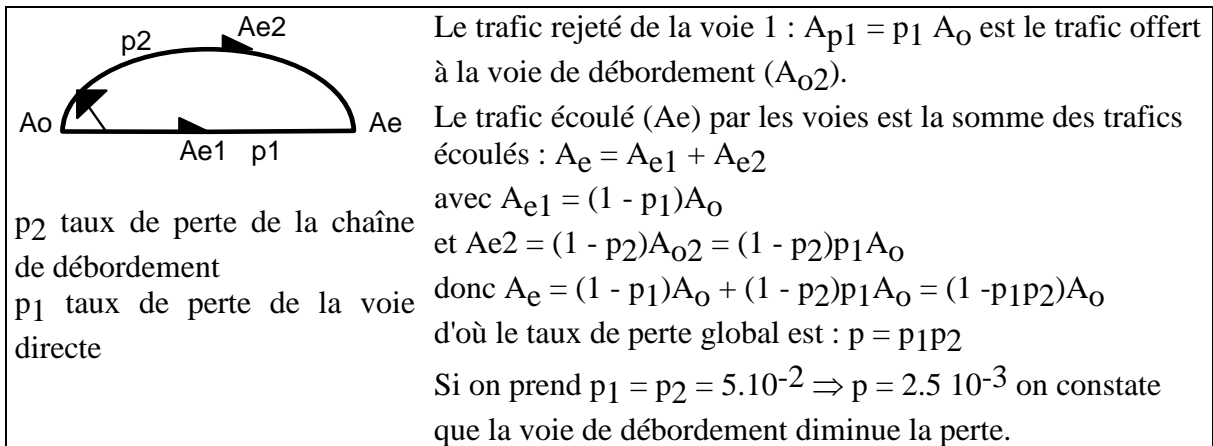 p2 Ae2
Ao Ae
Ae1 p1
p2 taux de perte de la chaîne
de débordement
p1 taux de perte de la voie
directe
Le trafic rejeté de la voie 1 : Ap1 = p1 Ao est le trafic offert
à la voie de débordement (Ao2).
Le trafic écoulé (Ae) par les voies est la somme des trafics
écoulés : Ae = Ae1 + Ae2
avec Ae1 = (1 - p1)Ao
et Ae2 = (1 - p2)Ao2 = (1 - p2)p1Ao
donc Ae = (1 - p1)Ao + (1 - p2)p1Ao = (1 -p1p2)Ao
d'où le taux de perte global est : p = p1p2
Si on prend p1 = p2 = 5.10-2 ⇒ p = 2.5 10-3 on constate
que la voie de débordement diminue la perte.